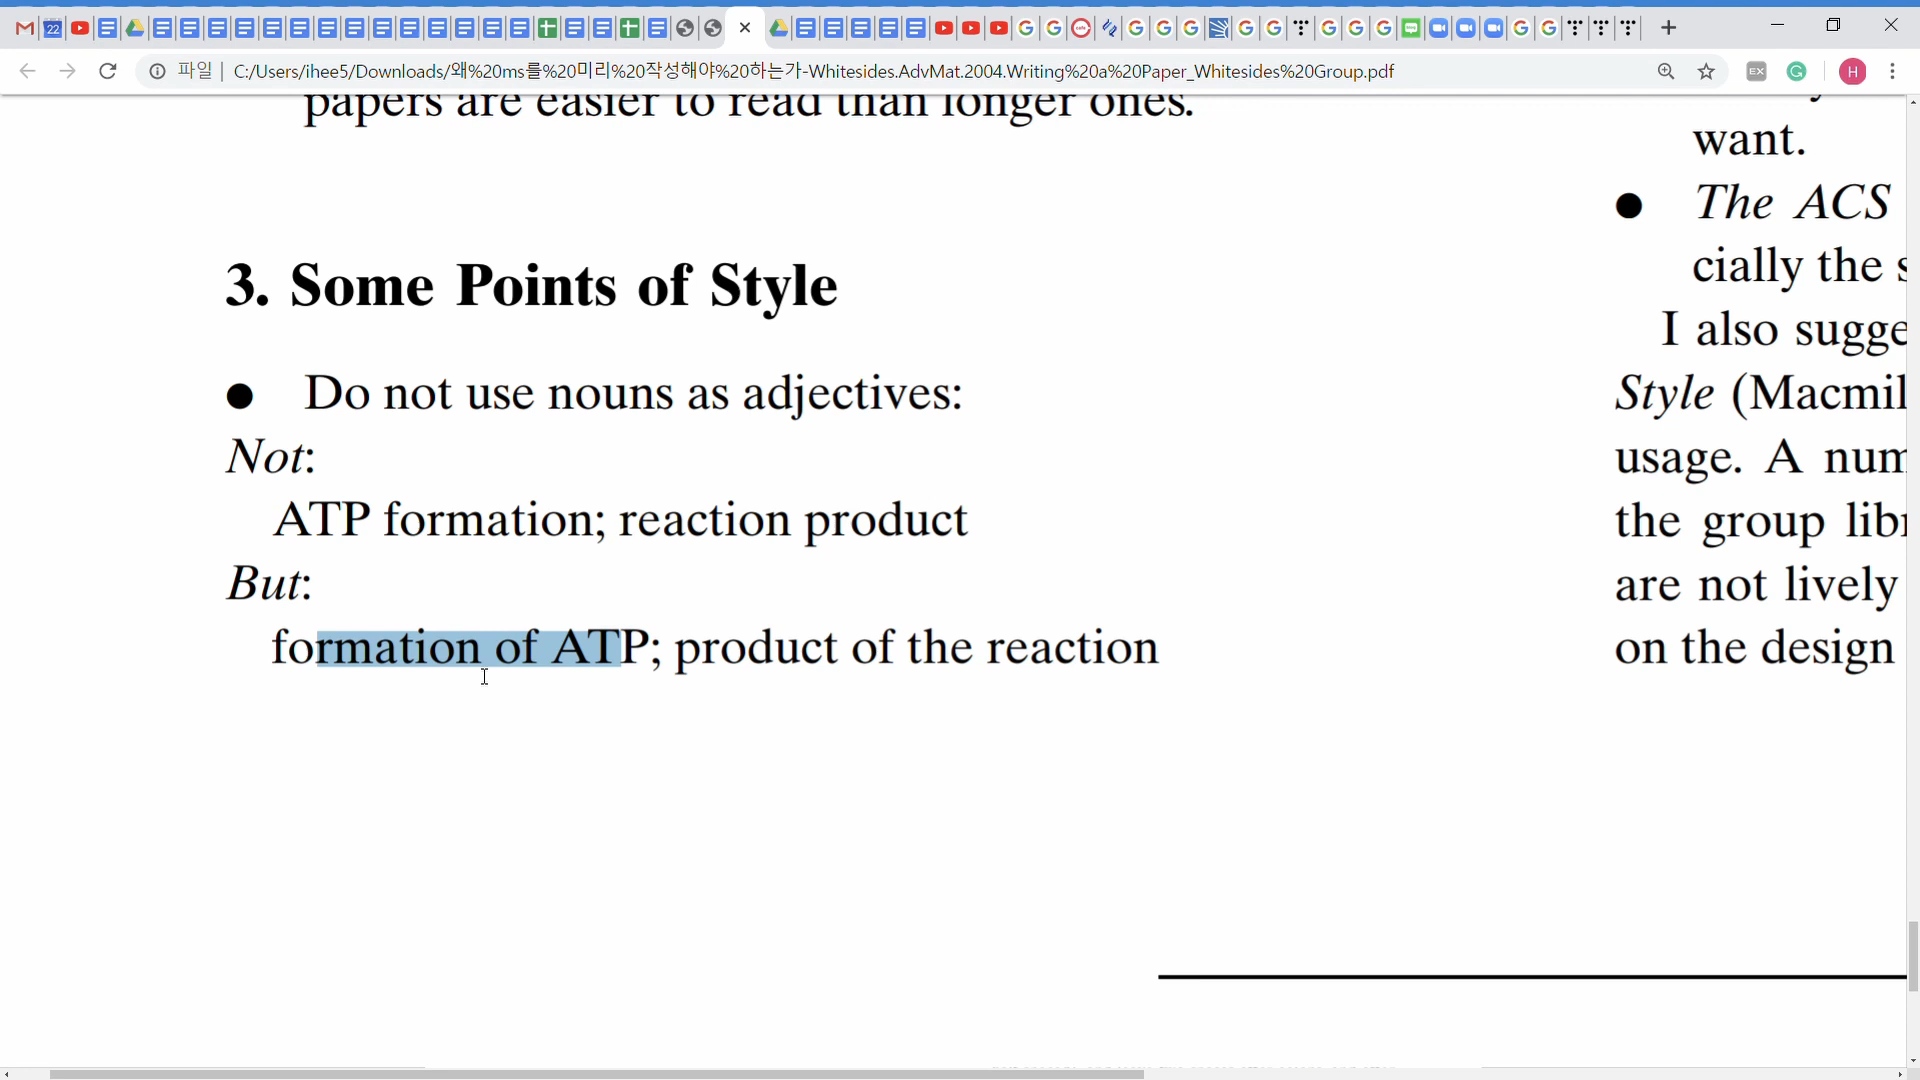 파일
C:/Users/ihee5/Downloads/왜%20ms를%20미리%20작성해야%20하는가-Whitesides.AdvMat.2004.Writing%20a%20Paper_Whitesides%20Group.pdf
EX
H
22
papers are easier to read than longer ones.
3. Some Points of Style
● Do not use nouns as adjectives:
Not:
ATP formation; reaction product
But:
formation of ATP; product of the reaction
want.
● The ACS
cially the s
I also sugge
Style (Macmil
usage. A num
the group libr
are not lively
on the design